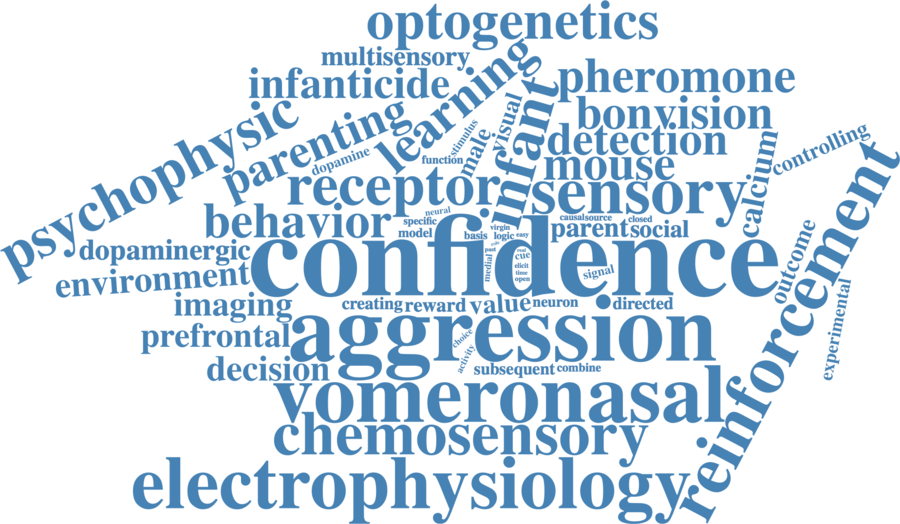 optogenetics
multisensory
infanticide
learning
pheromone
psychophysic
parenting
dopamine
function
stimulus
male
visual
infant
bonvision
detection
mouse
calcium
controlling
receptor
sensory
behavior
neural
specific
model
basis
virgin
logic
easy
causal
source
closed
parent
social
dopaminergic
environment
confidence
past
medial
cue
elicit
time
open
signal
outcome
reinforcement
imaging
creating
reward
value
neuron
directed
experimental
prefrontal
aggression
choice
activity
decision
subsequent
combine
vomeronasal
chemosensory
electrophysiology